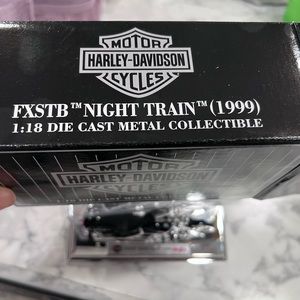 MOTOR
HARLEY-DAVIDSON
CYCLES
FXSTB™ NIGHT TRAIN™ (1999)
1:18 DIE CAST METAL COLLECTIBLE
MOTOR
HARLEY-DAVIDSON
CYCLES